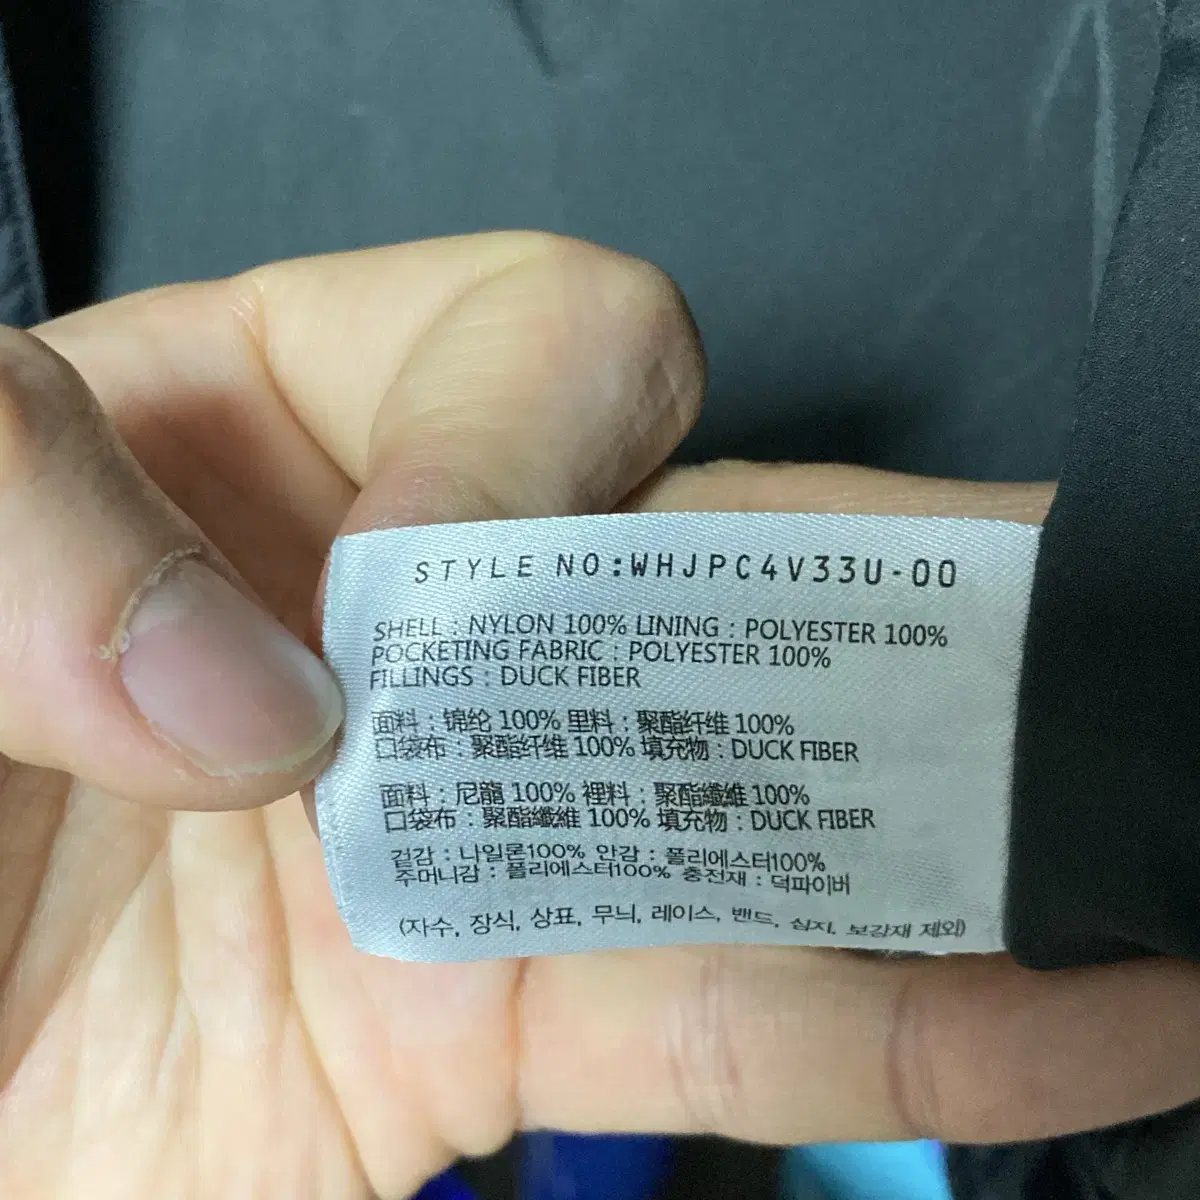 STYLE NO:WHJPC4V33U-00
SHELL : NYLON 100% LINING : POLYESTER 100%
POCKETING FABRIC : POLYESTER 100%
FILLINGS : DUCK FIBER
面料 : 锦纶 100% 里料 : 聚酯纤维 100%
口袋布 : 聚酯纤维 100% 填充物 : DUCK FIBER
面料 : 尼龍 100% 裡料 : 聚酯纖維 100%
口袋布 : 聚酯纖維 100% 填充物 : DUCK FIBER
겉감 : 나일론100% 안감 : 폴리에스터100%
주머니감 : 폴리에스터100% 충전재 : 덕파이버
(자수, 장식, 상표, 무늬, 레이스, 밴드, 심지, 보강재 제외)